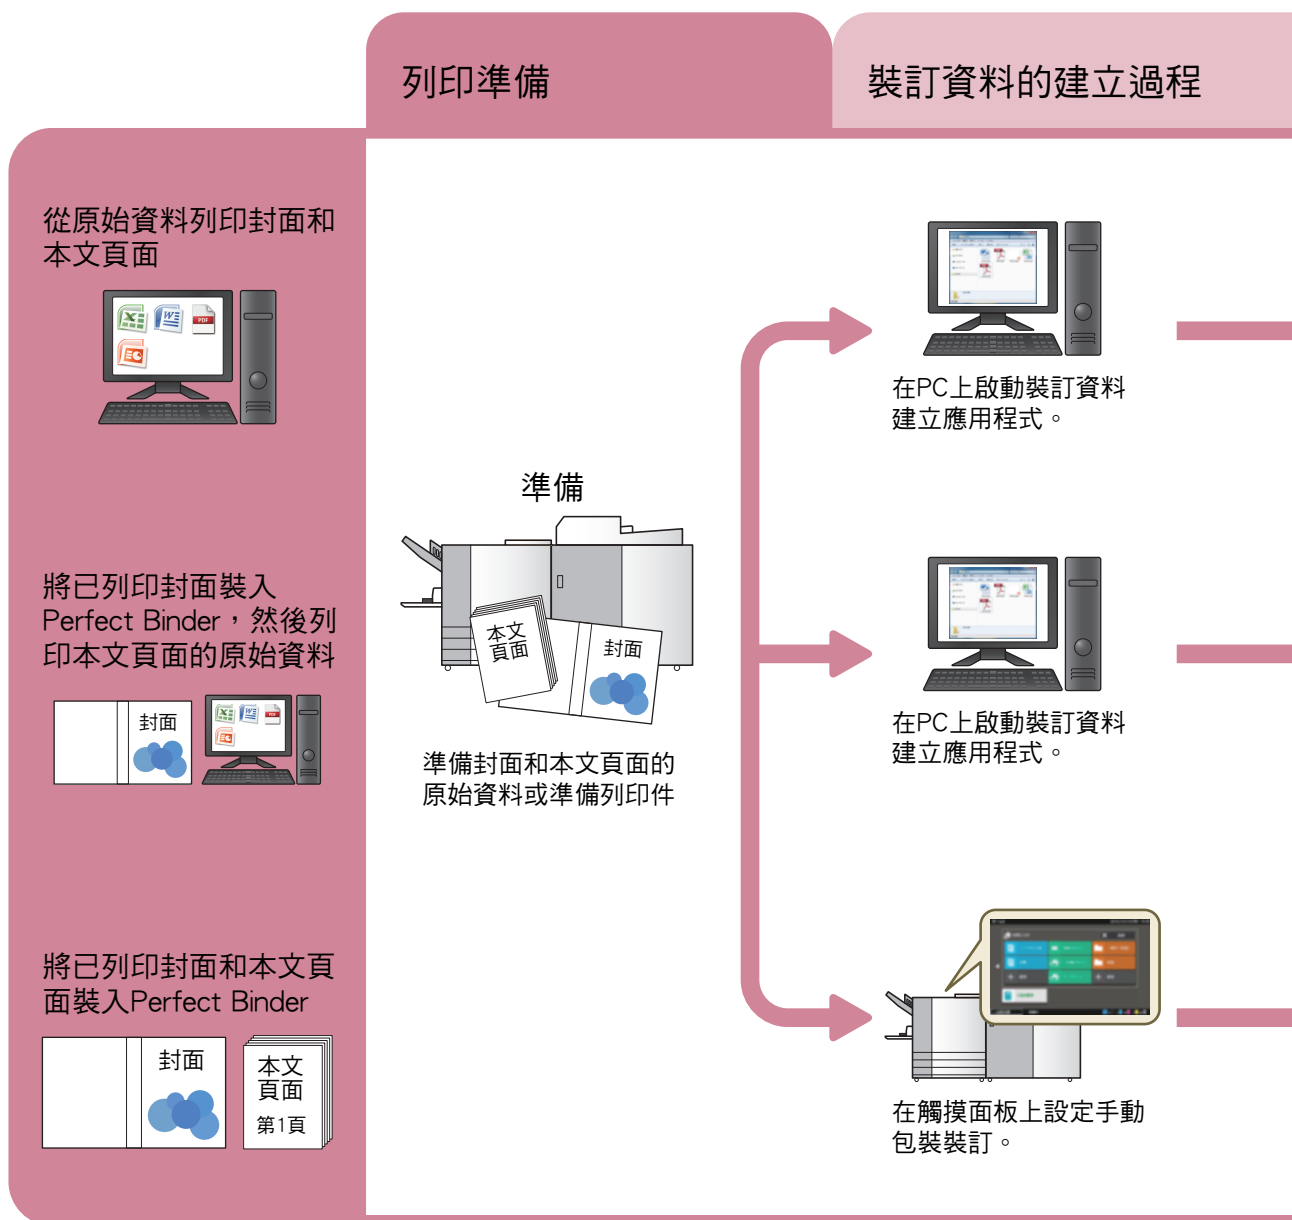 列印準備
裝訂資料的建立過程
從原始資料列印封面和
本文頁面
PDF
在PC上啟動裝訂資料
建立應用程式。
準備
本文
頁面
封面
準備封面和本文頁面的
原始資料或準備列印件
將已列印封面裝入
Perfect Binder，然後列
印本文頁面的原始資料
封面
在PC上啟動裝訂資料
建立應用程式。
將已列印封面和本文頁
面裝入Perfect Binder
封面
本文
頁面
第1頁
在觸摸面板上設定手動
包裝裝訂。